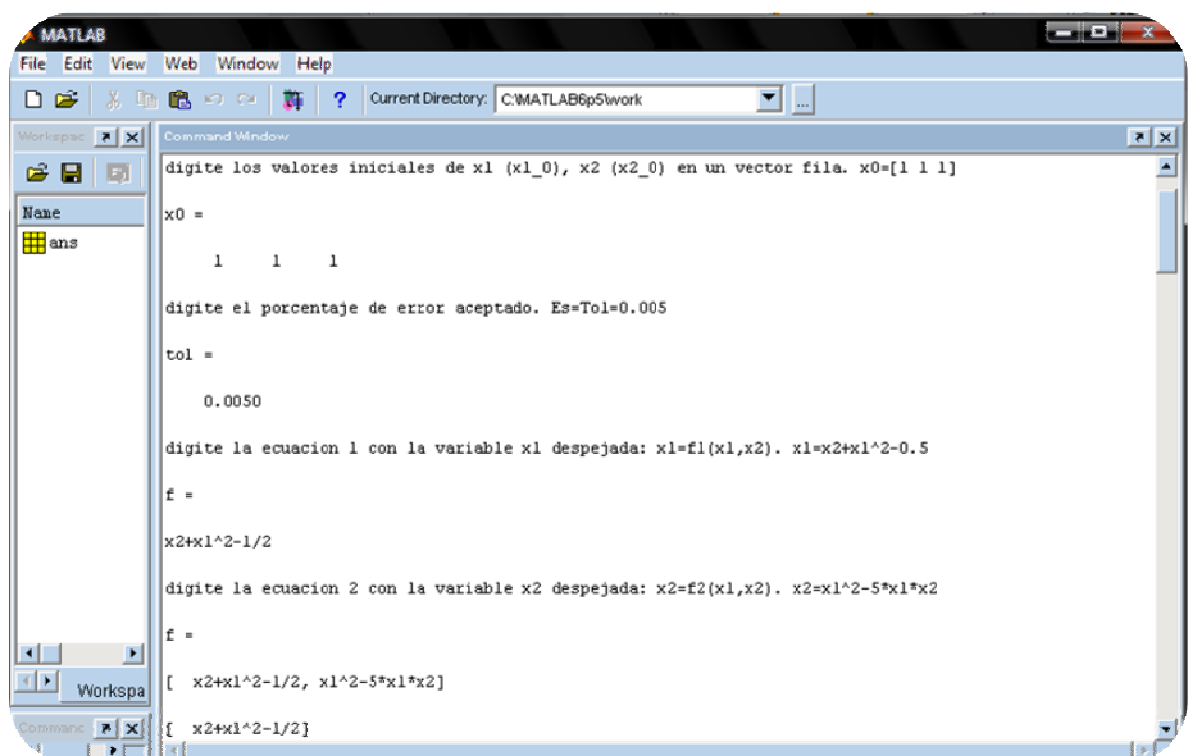 MATLAB
File Edit View Web Window Help
Current Directory: C:\MATLAB6p5\work
...
Workspac
Command Window
Name
ans
digite los valores iniciales de x1 (x1_0), x2 (x2_0) en un vector fila. x0=[1 1 1]
x0 =
1 1 1
digite el porcentaje de error aceptado. Es=Tol=0.005
tol =
0.0050
digite la ecuacion 1 con la variable x1 despejada: x1=f1(x1,x2). x1=x2+x1^2-0.5
f =
x2+x1^2-1/2
digite la ecuacion 2 con la variable x2 despejada: x2=f2(x1,x2). x2=x1^2-5*x1*x2
f =
[ x2+x1^2-1/2, x1^2-5*x1*x2]
[ x2+x1^2-1/2]
Workspa
Command